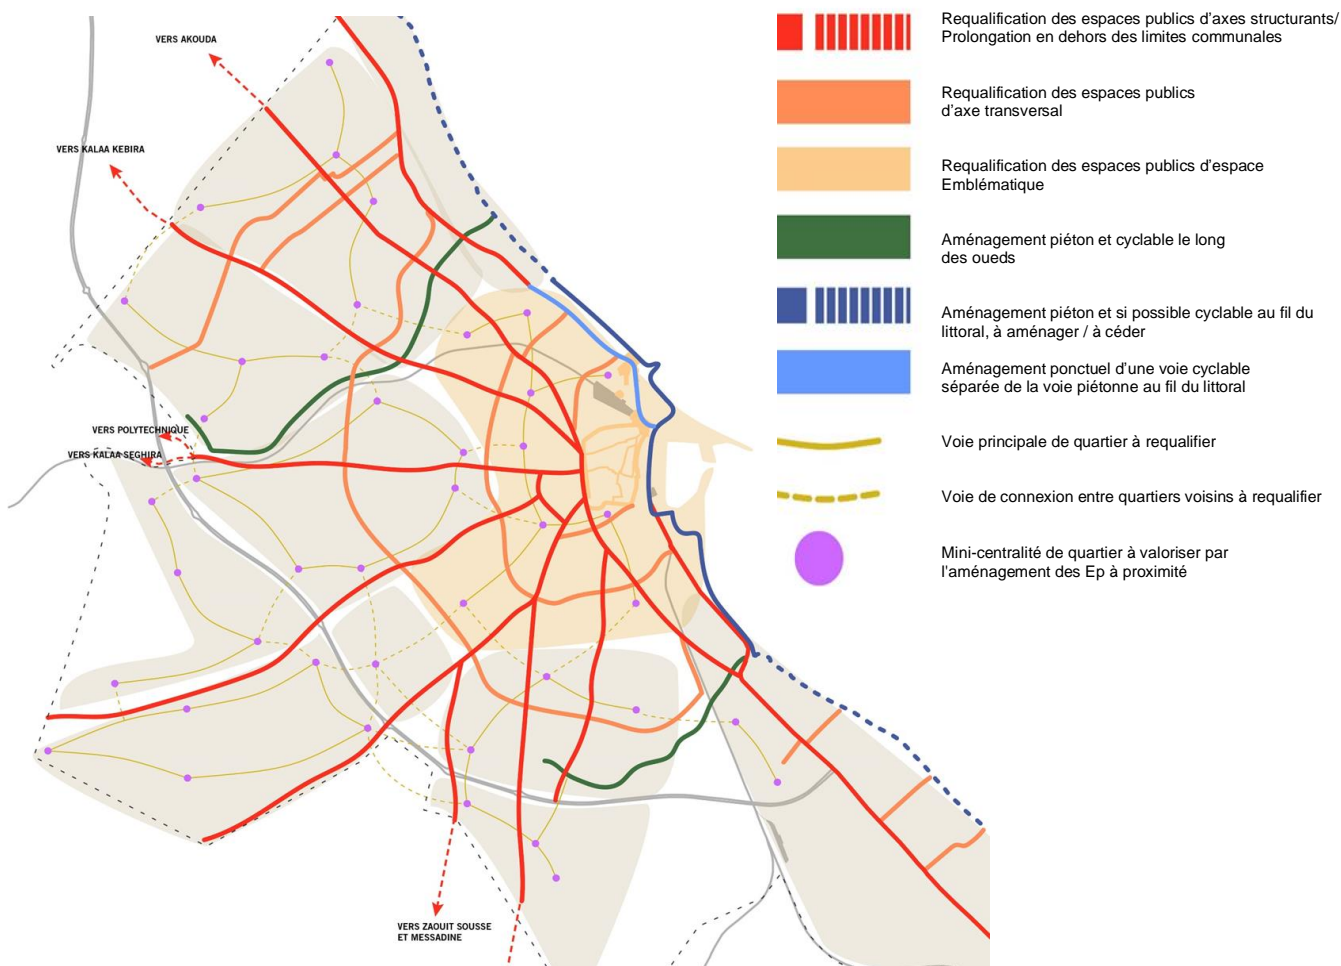 VERS AKOUDA
VERS KALAA KEBIRA
VERS POLYTECHNIQUE
VERS KALAA SEGHIRA
VERS ZAOUIT SOUSSE
ET MESSADINE
Requalification des espaces publics d'axes structurants/
Prolongation en dehors des limites communales
Requalification des espaces publics
d'axe transversal
Requalification des espaces publics d'espace
Emblématique
Aménagement piéton et cyclable le long
des oueds
Aménagement piéton et si possible cyclable au fil du
littoral, à aménager / à céder
Aménagement ponctuel d'une voie cyclable
séparée de la voie piétonne au fil du littoral
Voie principale de quartier à requalifier
Voie de connexion entre quartiers voisins à requalifier
Mini-centralité de quartier à valoriser par
l'aménagement des Ep à proximité